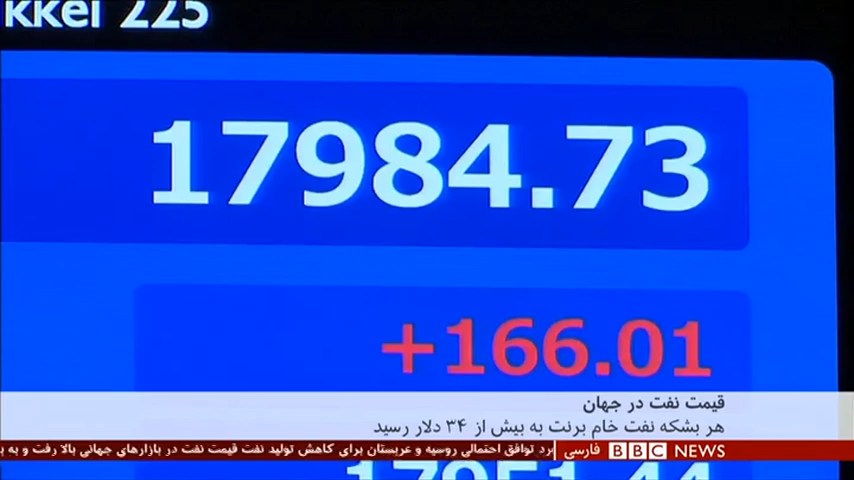 225
17984.73
+166.01
قیمت نفت در جهان
هر بشکه نفت خام برنت به بیش از ۳۴ دلار رسید
توافق احتمالی روسیه و عربستان برای کاهش تولید نفت قیمت نفت در بازارهای جهانی بالا رفت و به
BBC NEWS فارسی